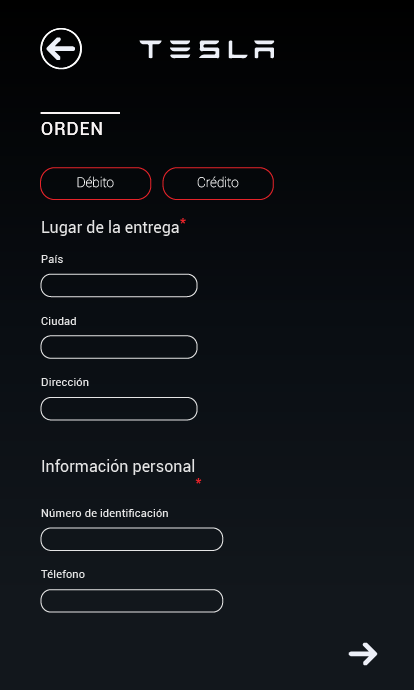 TESLA
ORDEN
Débito Crédito
Lugar de la entrega*
País
Ciudad
Dirección
Información personal
*
Número de identificación
Télefono